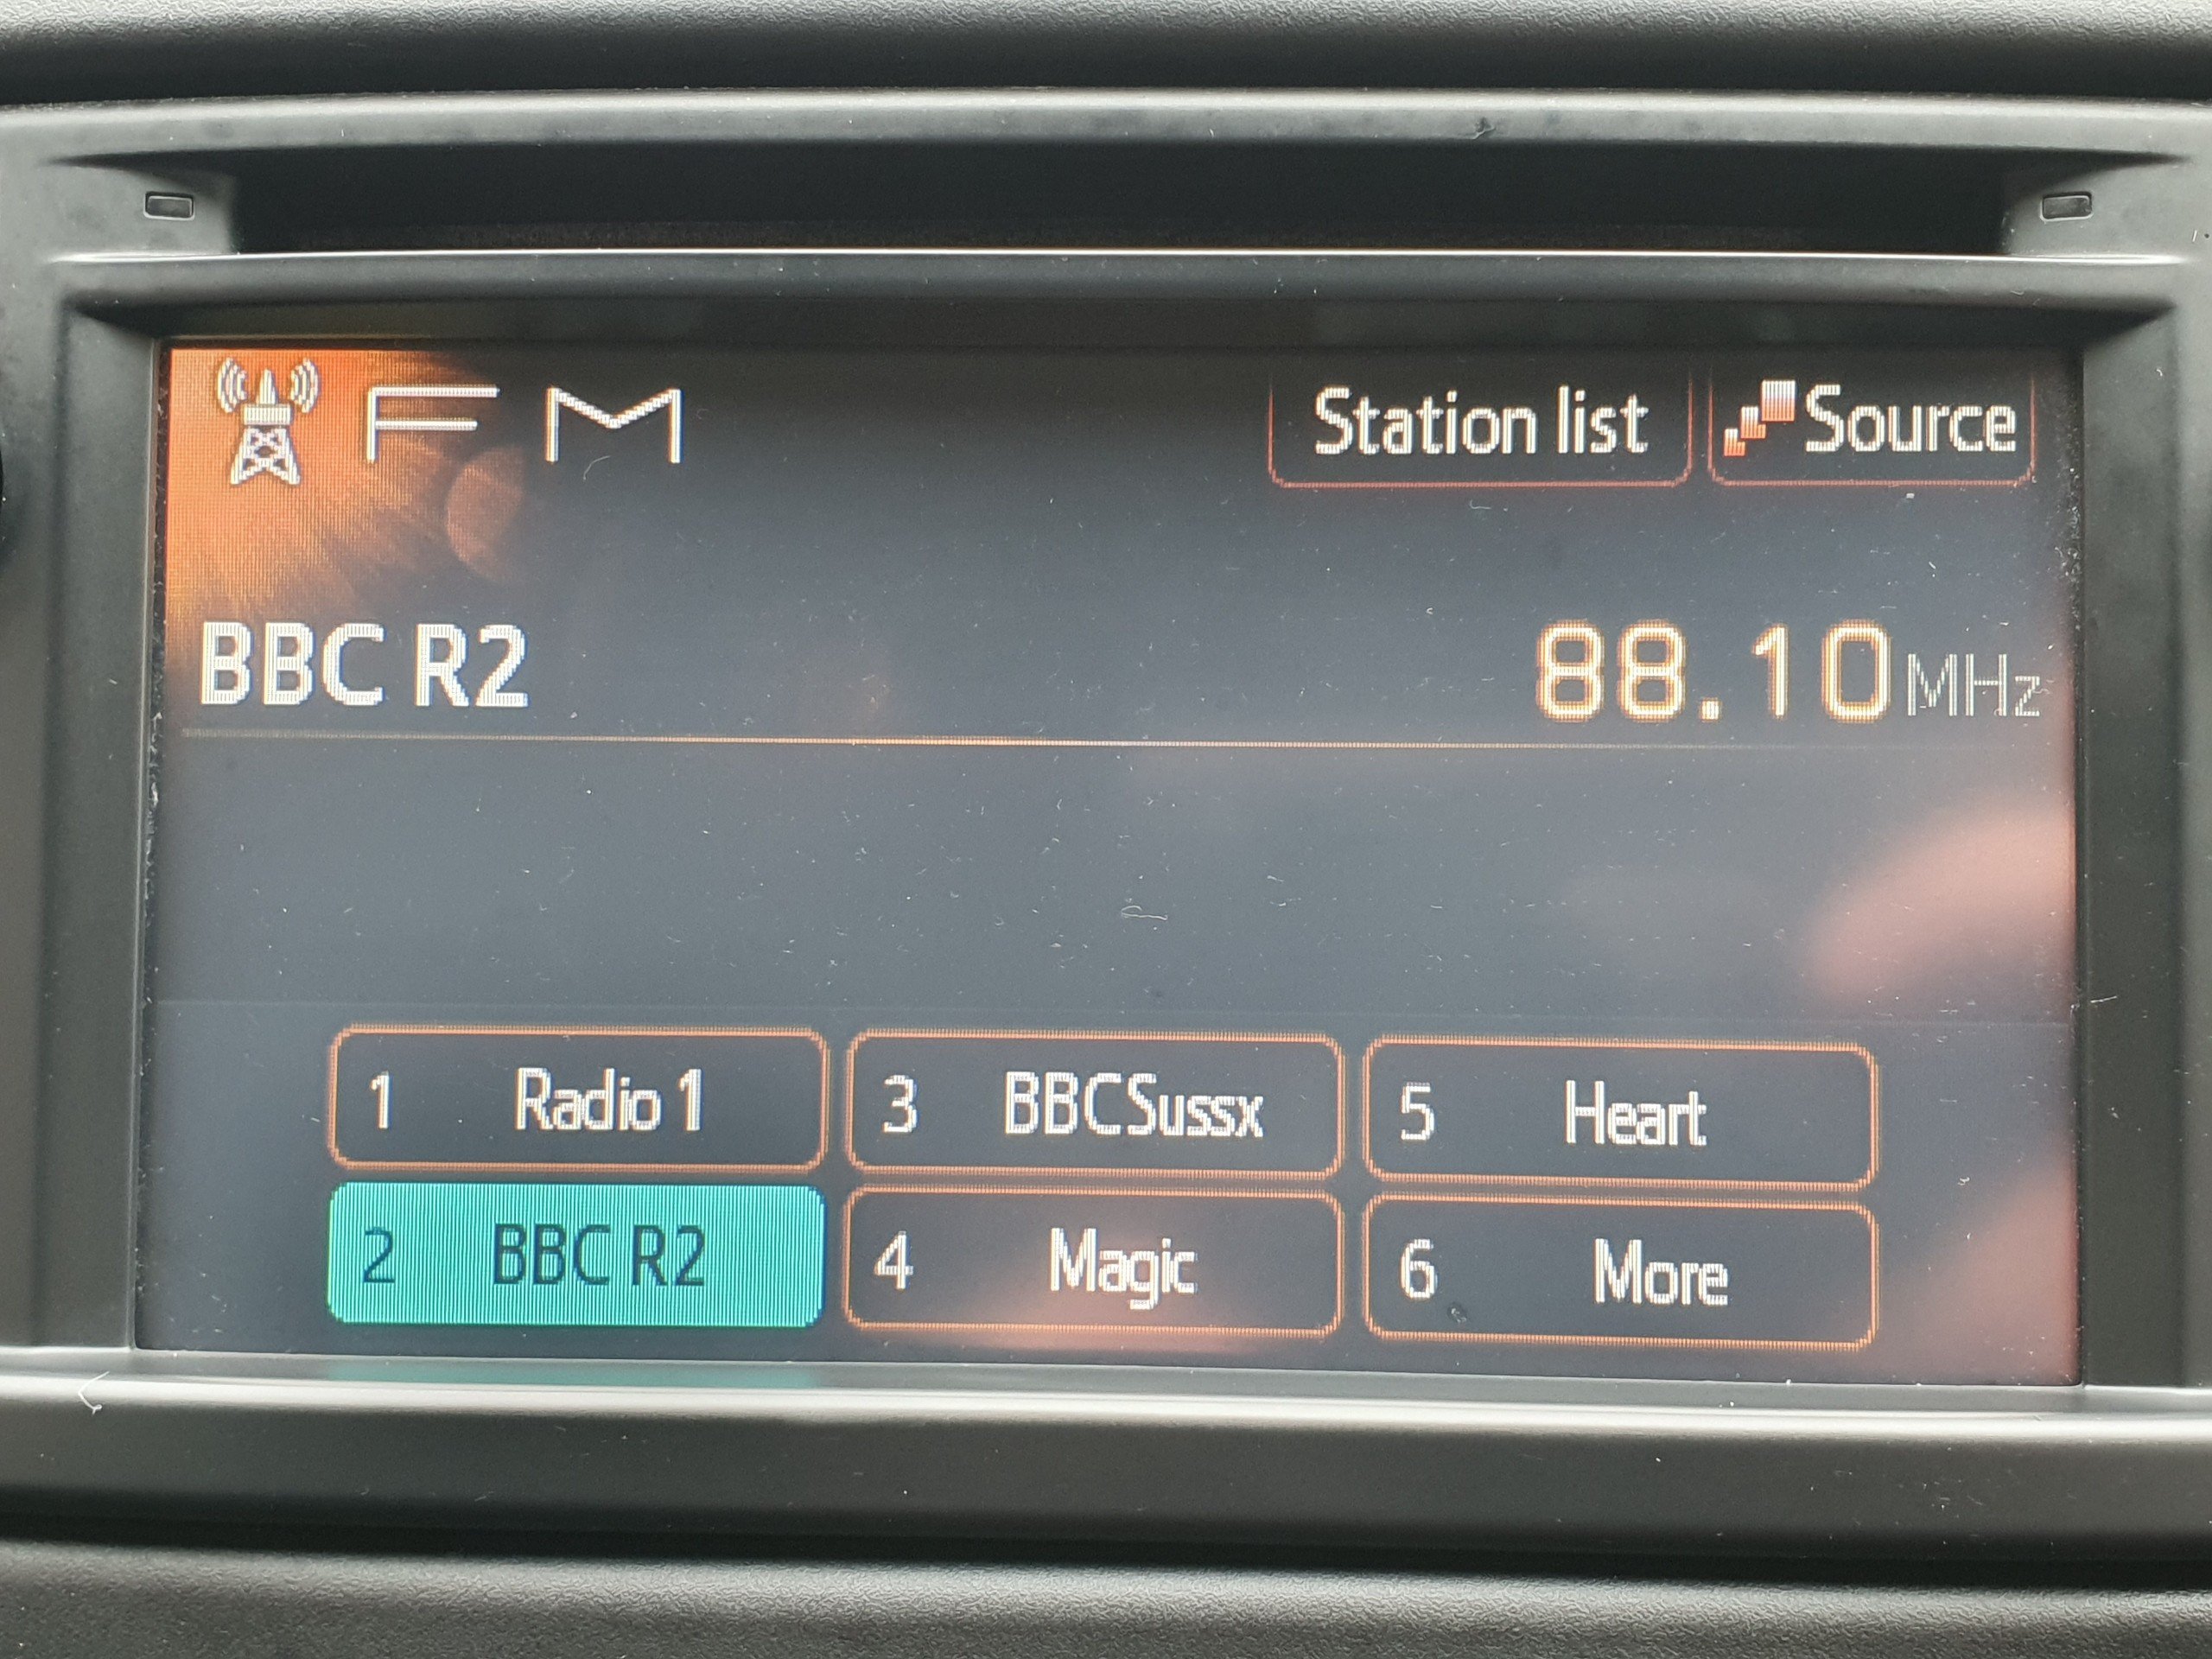 FM Station list Source
BBC R2 88.10MHz
1 Radio 1 3 BBCSussx 5 Heart
2 BBC R2 4 Magic 6 More